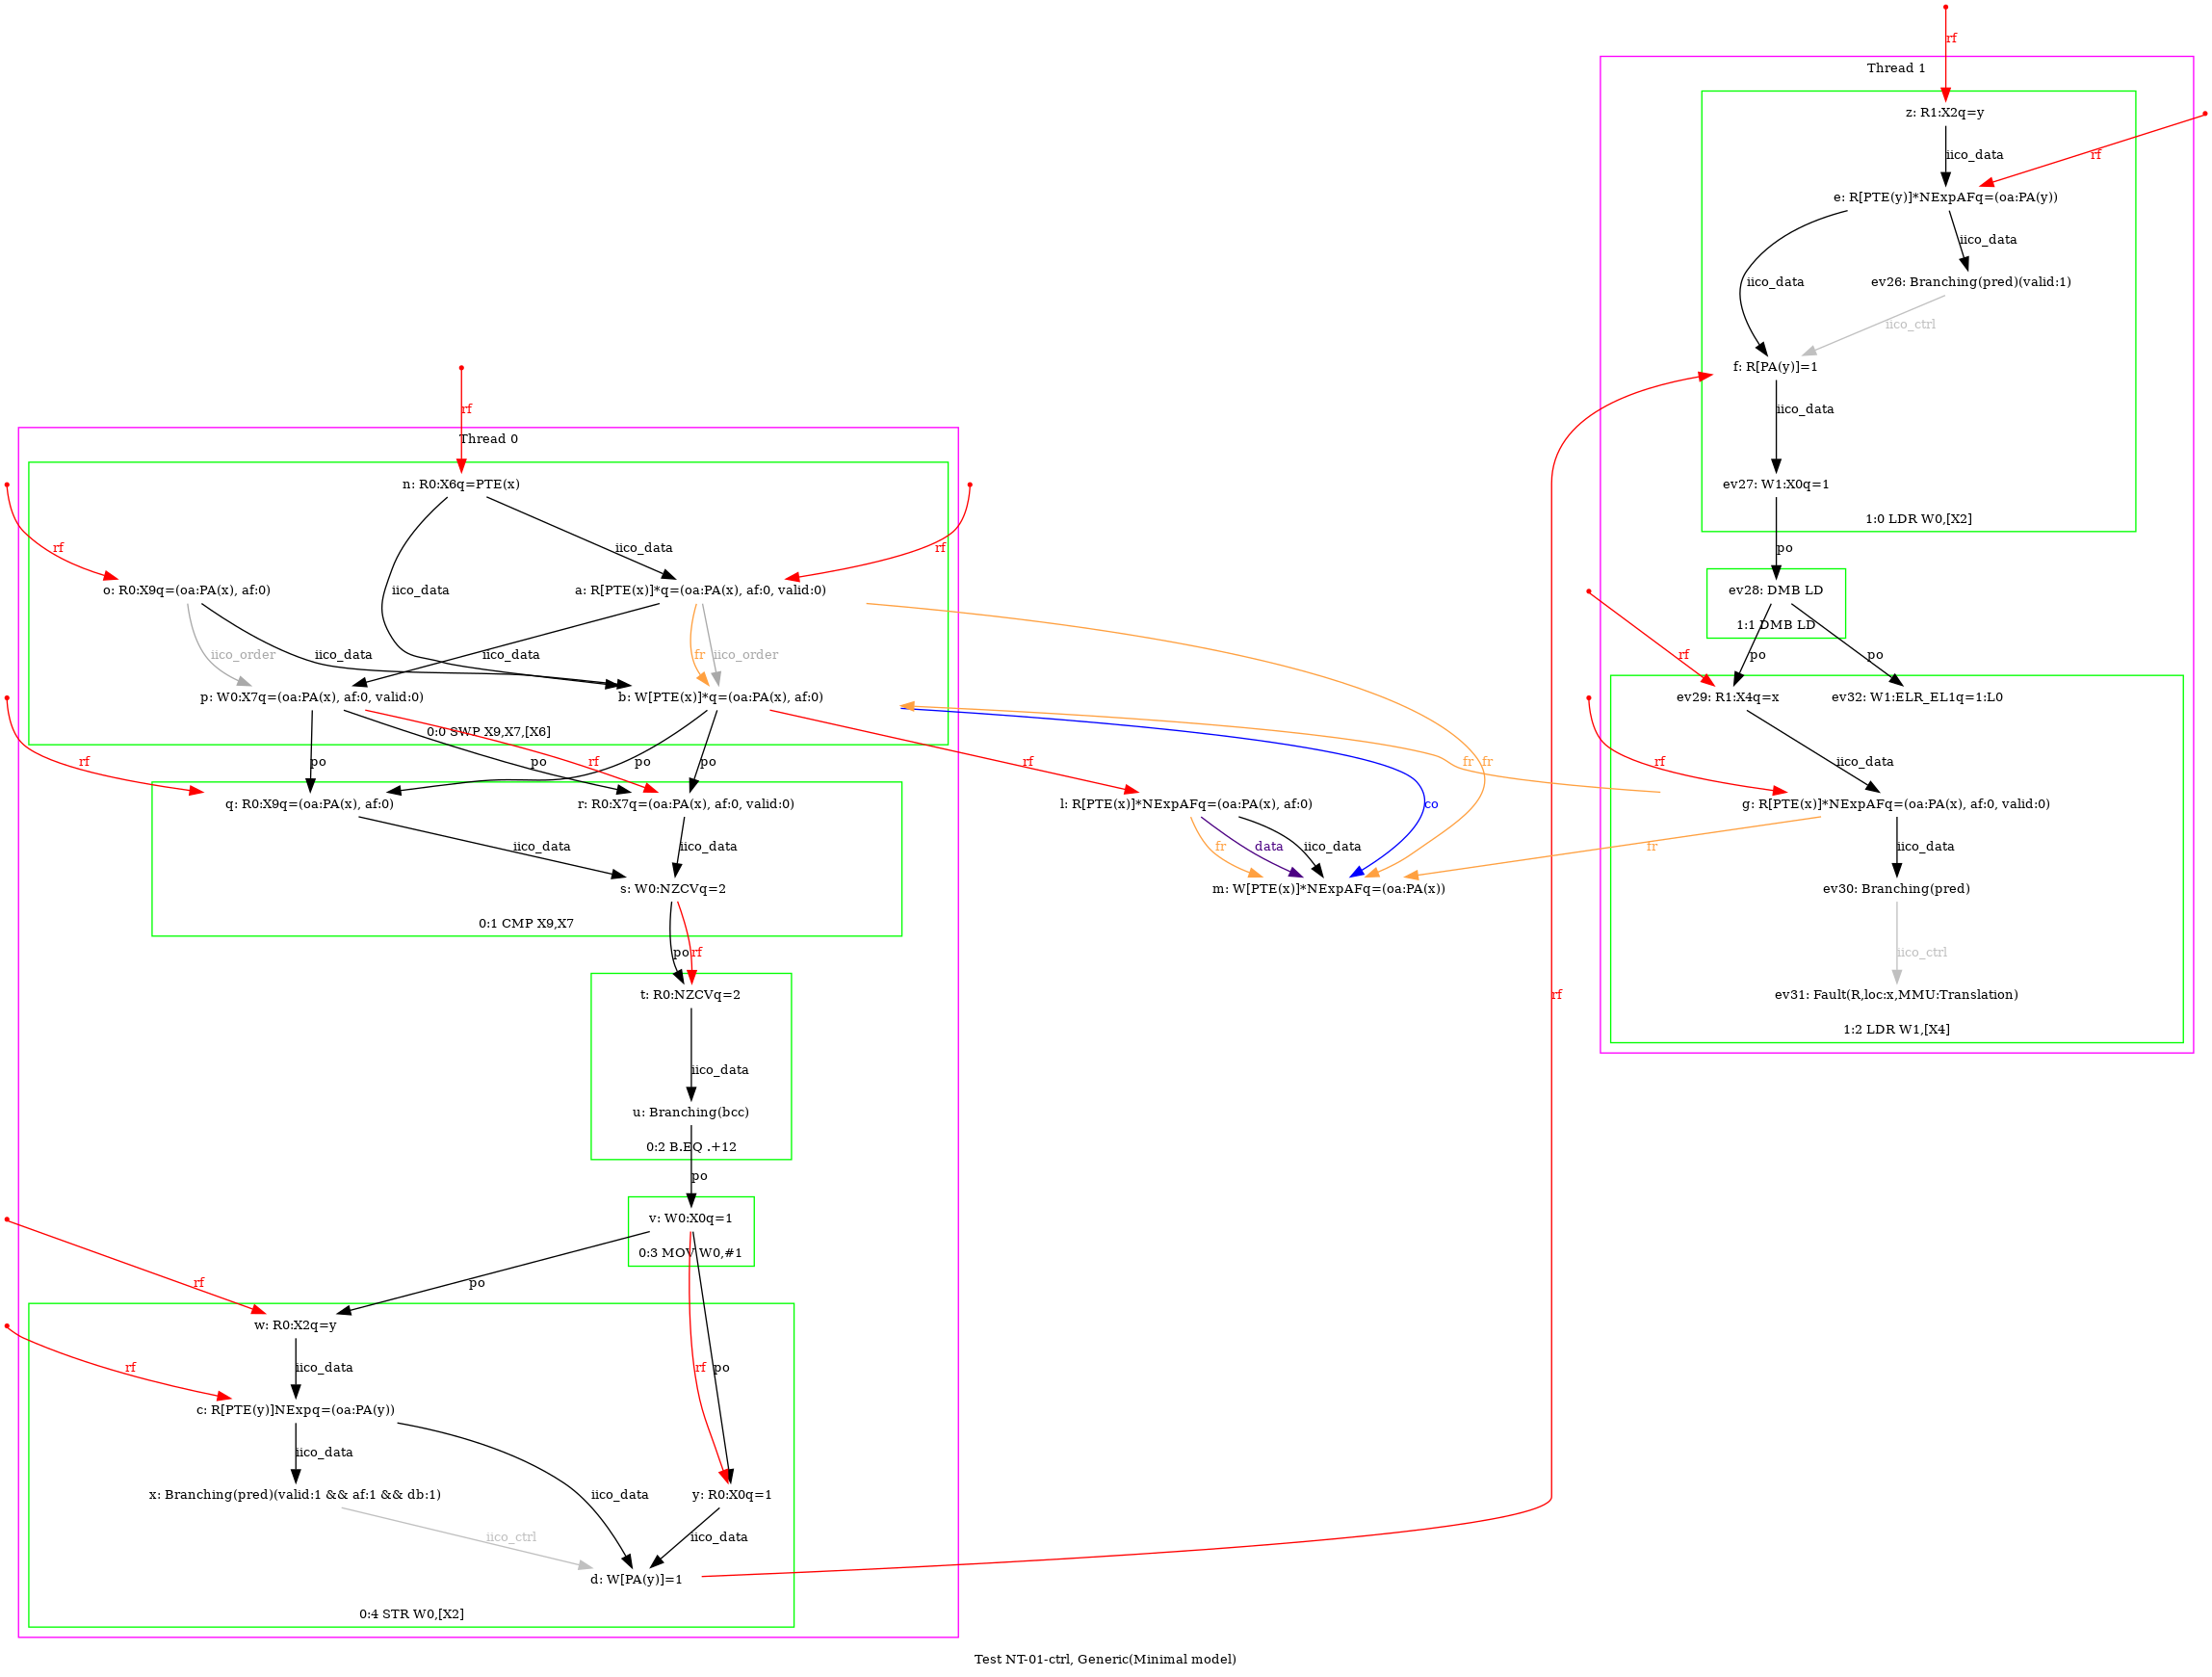 rf
Thread 1
z: R1:X2q=y
iico_data
rf
e: R[PTE(y)]*NExpAFq=(oa:PA(y))
iico_data
iico_data
ev26: Branching(pred)(valid:1)
iico_ctrl
f: R[PA(y)]=1
iico_data
ev27: W1:X0q=1
1:0 LDR W0,[X2]
po
ev28: DMB LD
1:1 DMB LD
rf
po
po
ev29: R1:X4q=x
ev32: W1:ELR_EL1q=1:L0
rf
iico_data
g: R[PTE(x)]*NExpAFq=(oa:PA(x), af:0, valid:0)
iico_data
fr
ev30: Branching(pred)
iico_ctrl
ev31: Fault(R,loc:x,MMU:Translation)
1:2 LDR W1,[X4]
rf
Thread 0
n: R0:X6q=PTE(x)
rf
iico_data
rf
o: R0:X9q=(oa:PA(x), af:0)
iico_data
a: R[PTE(x)]*q=(oa:PA(x), af:0, valid:0)
iico_order
iico_data
iico_data
fr
iico_order
p: W0:X7q=(oa:PA(x), af:0, valid:0)
b: W[PTE(x)]*q=(oa:PA(x), af:0)
0:0 SWP X9,X7,[X6]
rf
po
po
rf
po
po
rf
fr
fr
q: R0:X9q=(oa:PA(x), af:0)
r: R0:X7q=(oa:PA(x), af:0, valid:0)
l: R[PTE(x)]*NExpAFq=(oa:PA(x), af:0)
co
iico_data
iico_data
fr
data
iico_data
s: W0:NZCVq=2
m: W[PTE(x)]*NExpAFq=(oa:PA(x))
0:1 CMP X9,X7
po
rf
t: R0:NZCVq=2
rf
iico_data
u: Branching(bcc)
0:2 B.EQ .+12
po
v: W0:X0q=1
0:3 MOV W0,#1
rf
po
w: R0:X2q=y
rf
iico_data
rf
po
c: R[PTE(y)]NExpq=(oa:PA(y))
iico_data
x: Branching(pred)(valid:1 && af:1 && db:1)
iico_data
y: R0:X0q=1
iico_ctrl
iico_data
d: W[PA(y)]=1
0:4 STR W0,[X2]
Test NT-01-ctrl, Generic(Minimal model)